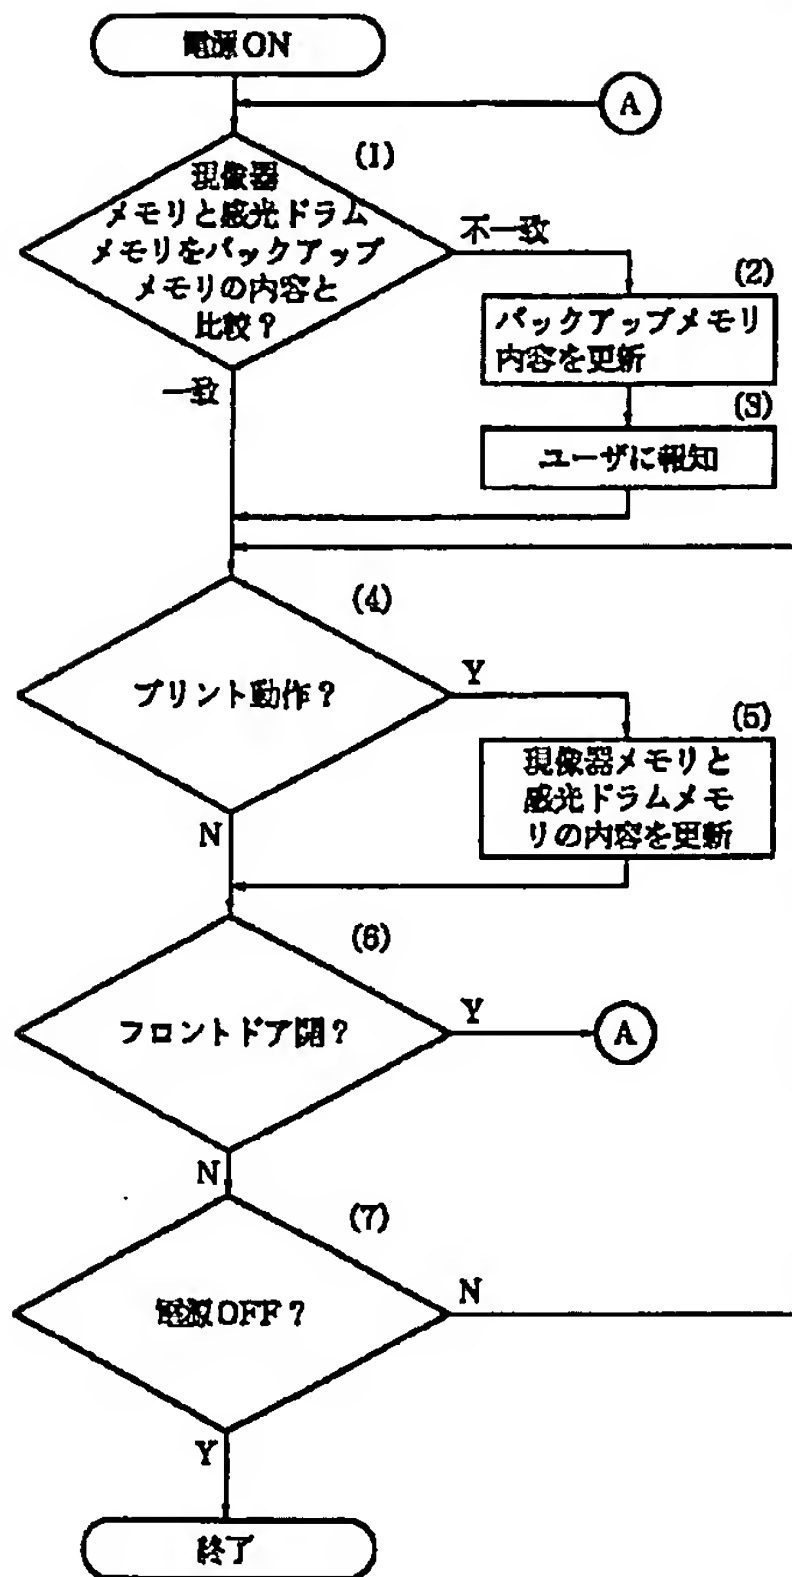 電源ON
A
(1)
現像器
メモリと感光ドラム
メモリをバックアップ
メモリの内容と
比較?
不一致
一致
(2)
バックアップメモリ
内容を更新
(3)
ユーザに報知
(4)
プリント動作?
Y
N
(5)
現像器メモリと
感光ドラムメモ
リの内容を更新
(6)
フロントドア開?
Y
A
N
(7)
電源OFF?
N
Y
終了